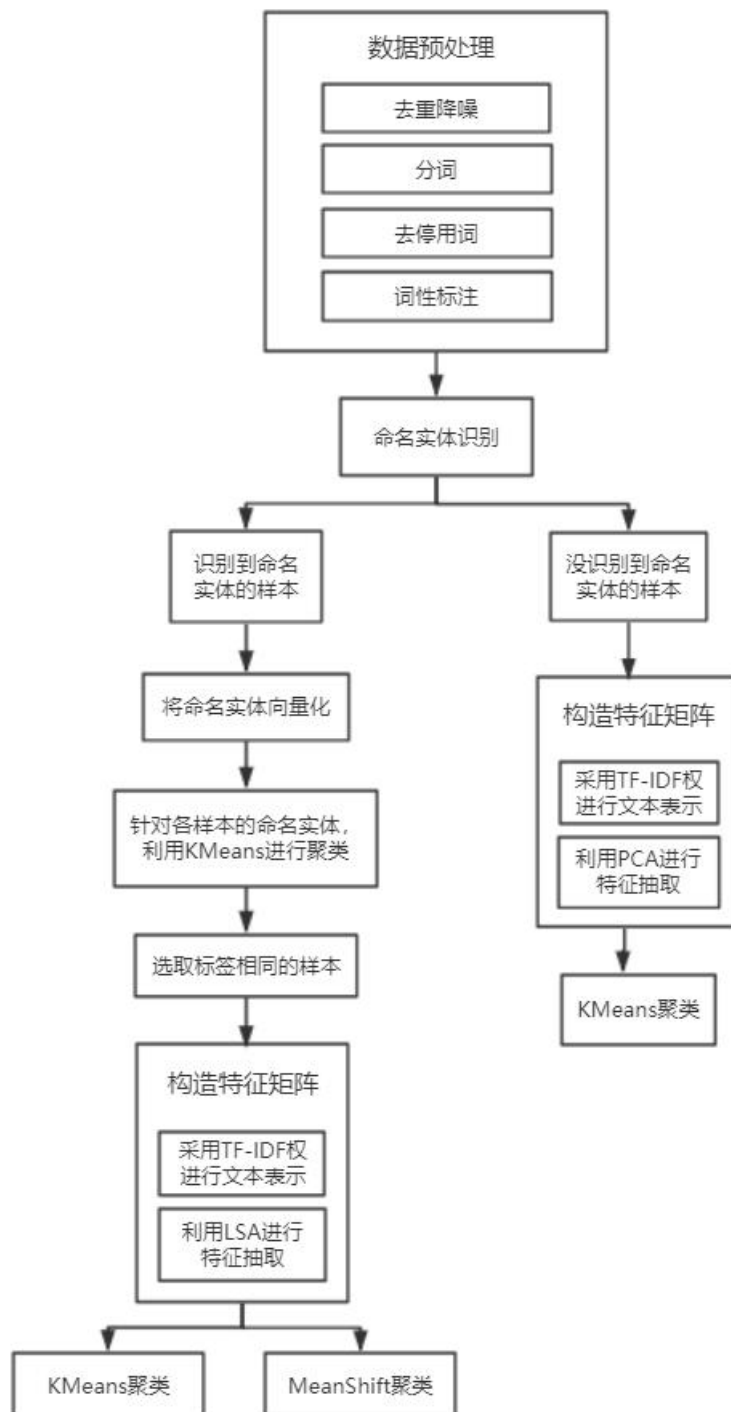 数据预处理
去重降噪
分词
去停用词
词性标注
命名实体识别
识别到命名
实体的样本
没识别到命名
实体的样本
将命名实体向量化
构造特征矩阵
采用TF-IDF权
进行文本表示
利用PCA进行
特征抽取
针对各样本的命名实体,
利用KMeans进行聚类
选取标签相同的样本
KMeans聚类
构造特征矩阵
采用TF-IDF权
进行文本表示
利用LSA进行
特征抽取
KMeans聚类
MeanShift聚类